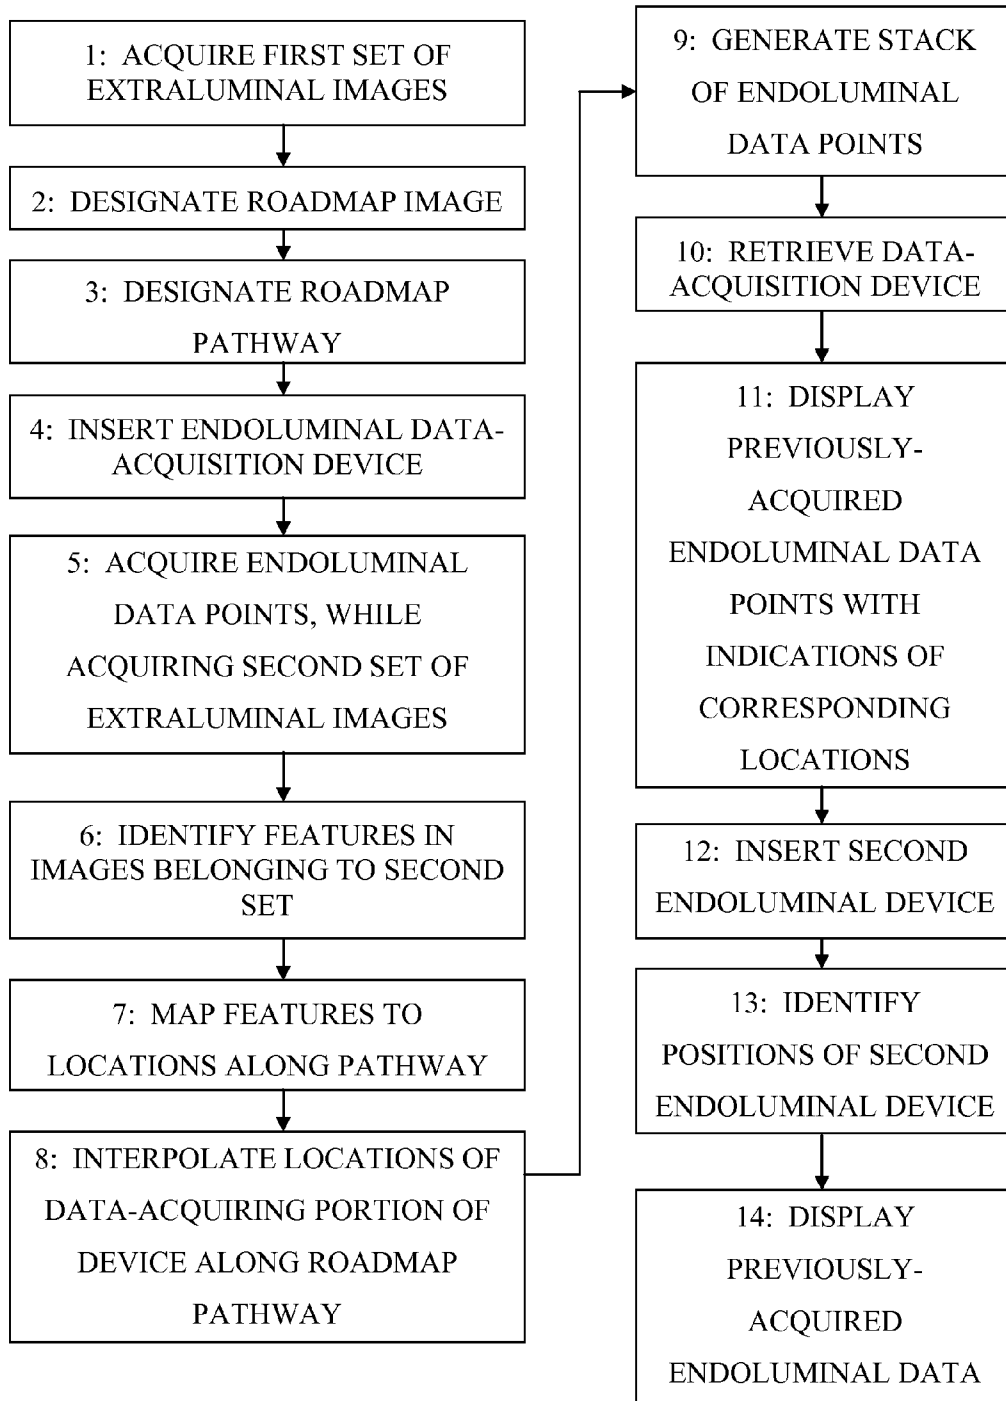 1: ACQUIRE FIRST SET OF
EXTRALUMINAL IMAGES
2: DESIGNATE ROADMAP IMAGE
3: DESIGNATE ROADMAP
PATHWAY
4: INSERT ENDOLUMINAL DATA-
ACQUISITION DEVICE
5: ACQUIRE ENDOLUMINAL
DATA POINTS, WHILE
ACQUIRING SECOND SET OF
EXTRALUMINAL IMAGES
6: IDENTIFY FEATURES IN
IMAGES BELONGING TO SECOND
SET
7: MAP FEATURES TO
LOCATIONS ALONG PATHWAY
8: INTERPOLATE LOCATIONS OF
DATA-ACQUIRING PORTION OF
DEVICE ALONG ROADMAP
PATHWAY
9: GENERATE STACK
OF ENDOLUMINAL
DATA POINTS
10: RETRIEVE DATA-
ACQUISITION DEVICE
11: DISPLAY
PREVIOUSLY-
ACQUIRED
ENDOLUMINAL DATA
POINTS WITH
INDICATIONS OF
CORRESPONDING
LOCATIONS
12: INSERT SECOND
ENDOLUMINAL DEVICE
13: IDENTIFY
POSITIONS OF SECOND
ENDOLUMINAL DEVICE
14: DISPLAY
PREVIOUSLY-
ACQUIRED
ENDOLUMINAL DATA